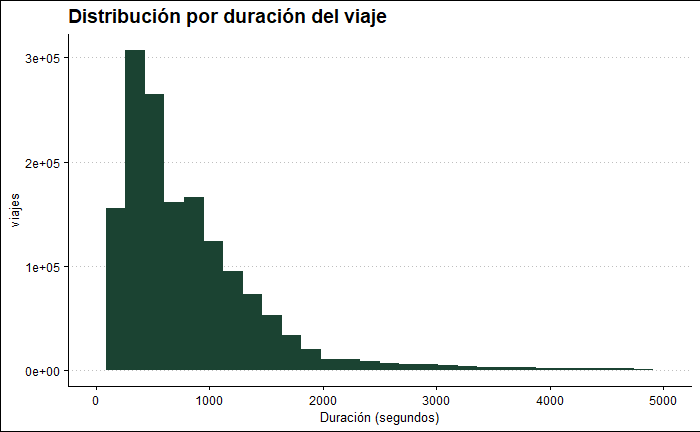 Distribución por duración del viaje
3e+05
2e+05
1e+05
0e+00
viajes
0 1000 2000 3000 4000 5000
Duración (segundos)